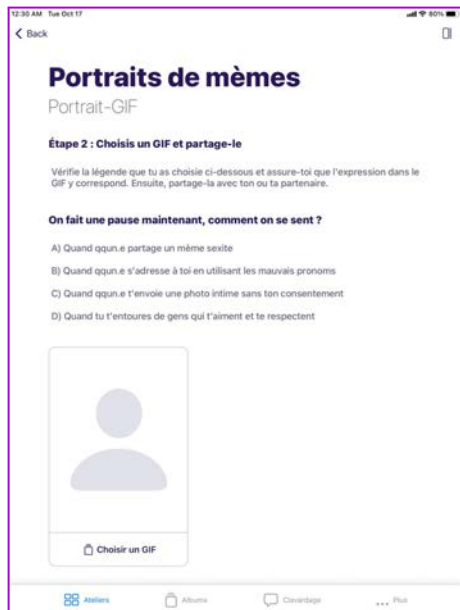 12:30 AM Tue Oct 17
80%
Back
Portraits de mèmes
Portrait-GIF
Étape 2 : Choisis un GIF et partage-le
Vérifie la légende que tu as choisie ci-dessous et assure-toi que l'expression dans le
GIF y correspond. Ensuite, partage-la avec ton ou ta partenaire.
On fait une pause maintenant, comment on se sent ?
A) Quand qqun.e partage un mème sexite
B) Quand qqun.e s'adresse à toi en utilisant les mauvais pronoms
C) Quand qqun.e t'envoie une photo intime sans ton consentement
D) Quand tu t'entoures de gens qui t'aiment et te respectent
Choisir un GIF
Ateliers Albums Clavardage Plus